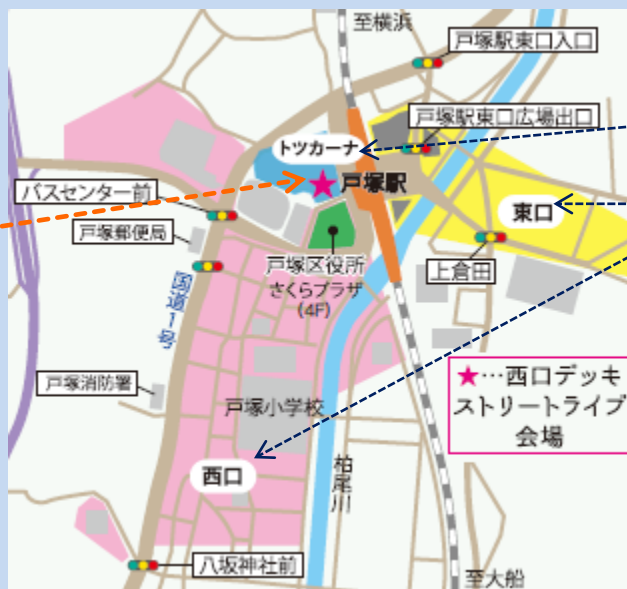 至横浜
戸塚駅東口入口
戸塚駅東口広場出口
トツカーナ
戸塚駅
バスセンター前
東口
戸塚郵便局
戸塚区役所
さくらプラザ
(4F)
上倉田
国道1号
戸塚消防署
戸塚小学校
★…西口デッキ
ストリートライブ
会場
西口
柏尾川
八坂神社前
至大船